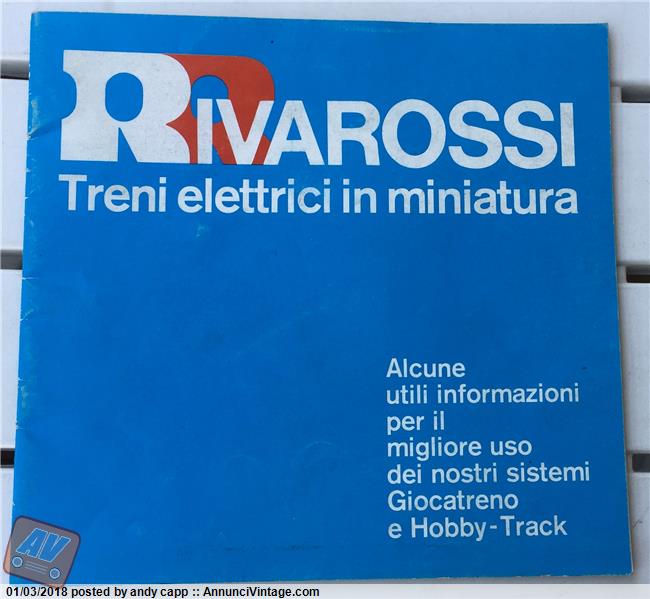 RIVAROSSI
Treni elettrici in miniatura
Alcune
utili informazioni
per il
migliore uso
dei nostri sistemi
Giocatreno
e Hobby-Track
AV
01/03/2018 posted by andy capp :: AnnunciVintage.com